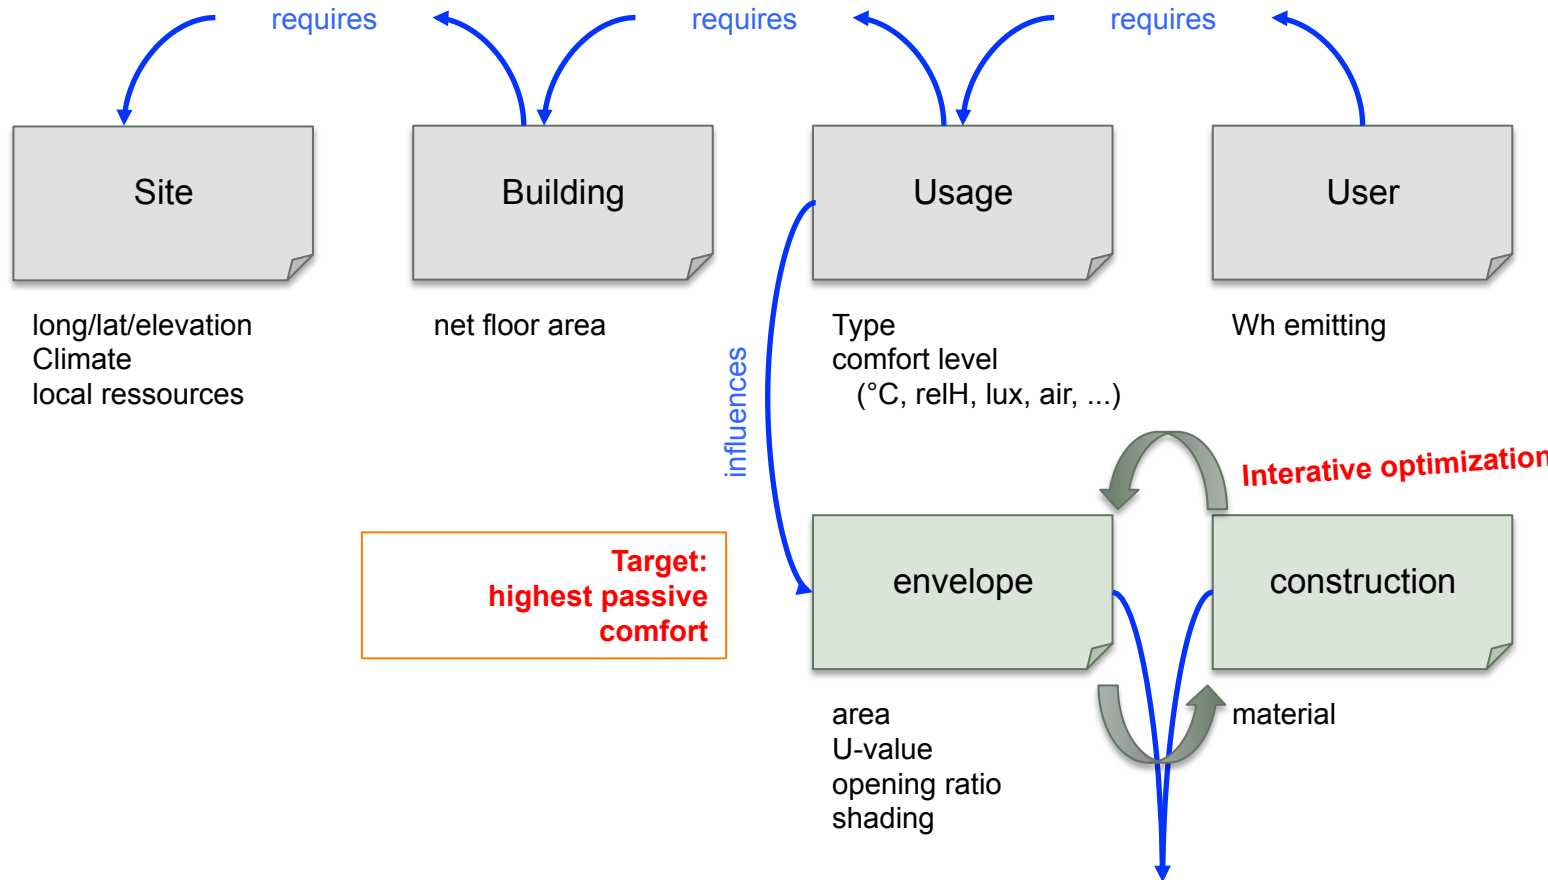 requires
requires
requires
Site
Building
Usage
User
long/lat/elevation
Climate
local ressources
net floor area
Type
comfort level
(°C, relH, lux, air, ...)
Wh emitting
influences
Interative optimization
Target:
highest passive
comfort
envelope
construction
area
U-value
opening ratio
shading
material